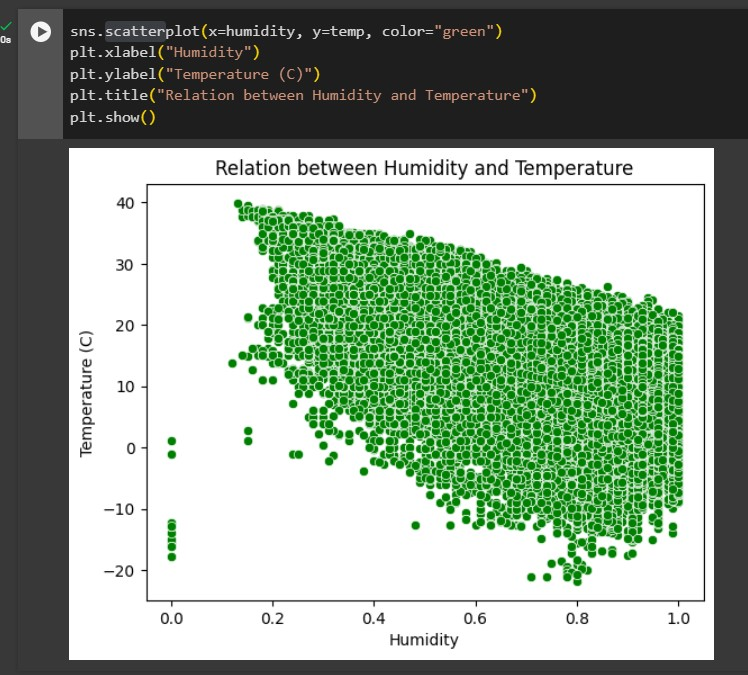 0s
sns.scatterplot(x=humidity, y=temp, color="green")
plt.xlabel("Humidity")
plt.ylabel("Temperature (C)")
plt.title("Relation between Humidity and Temperature")
plt.show()
Relation between Humidity and Temperature
40
30
20
10
0
−10
−20
Temperature (C)
0.0 0.2 0.4 0.6 0.8 1.0
Humidity